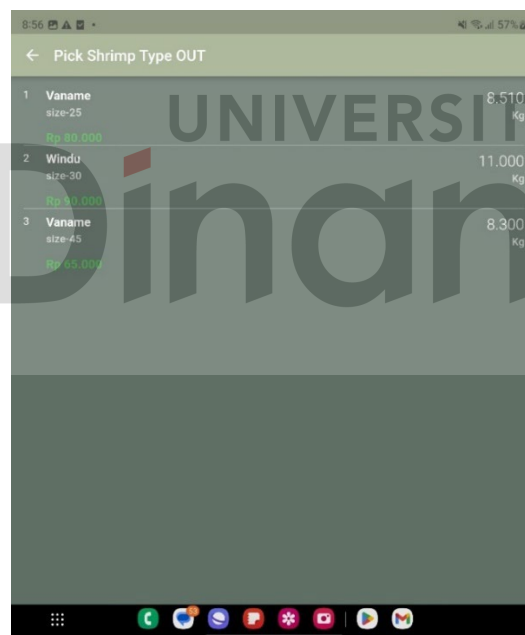 8:56
57%
Pick Shrimp Type OUT
1 Vaname 8.510
size-25 Kg
Rp 80.000
2 Windu 11.000
size-30 Kg
Rp 90.000
3 Vaname 8.300
size-45 Kg
Rp 65.000
UNIVERSIT
Dinam
13